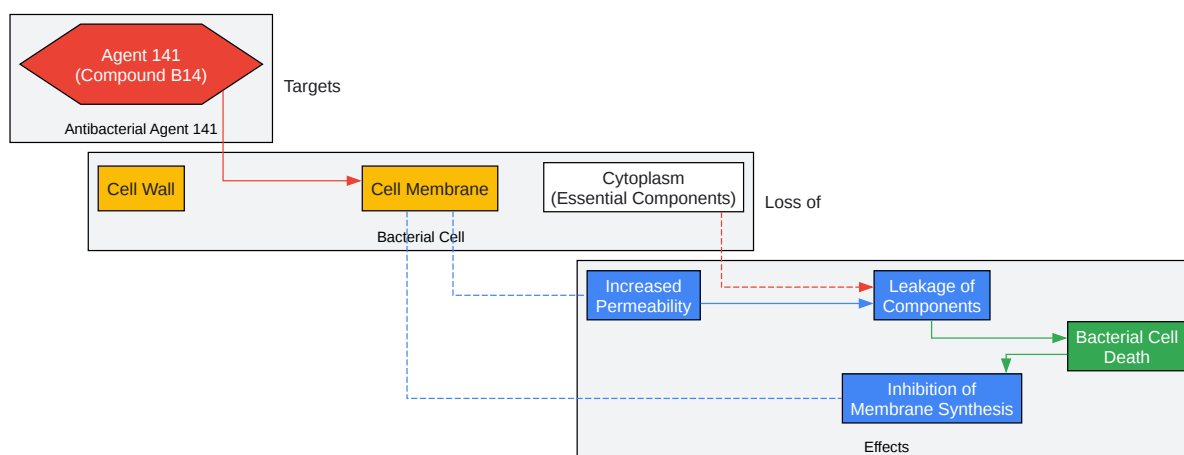 Agent 141
(Compound B14)
Antibacterial Agent 141
Targets
Cell Wall
Cell Membrane
Cytoplasm
(Essential Components)
Bacterial Cell
Loss of
Increased
Permeability
Leakage of
Components
Bacterial Cell
Death
Inhibition of
Membrane Synthesis
Effects